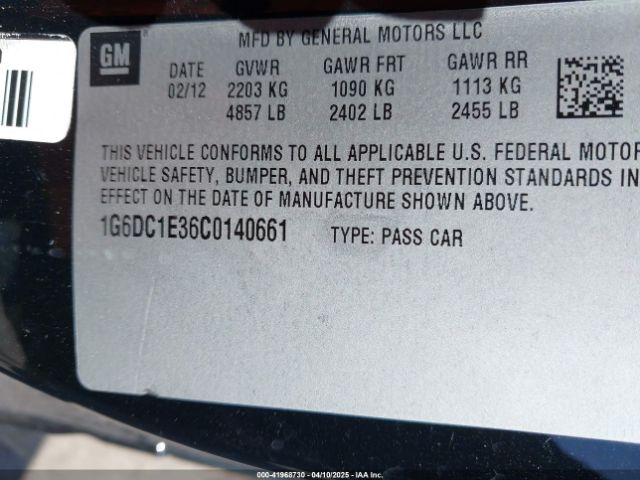 GM
MFD BY GENERAL MOTORS LLC
DATE GVWR GAWR FRT GAWR RR
02/12 2203 KG 1090 KG 1113 KG
4857 LB 2402 LB 2455 LB
THIS VEHICLE CONFORMS TO ALL APPLICABLE U.S. FEDERAL MOTOR
VEHICLE SAFETY, BUMPER, AND THEFT PREVENTION STANDARDS IN
EFFECT ON THE DATE OF MANUFACTURE SHOWN ABOVE.
1G6DC1E36C0140661 TYPE: PASS CAR
000-41968730 - 04/10/2025 - IAA Inc.